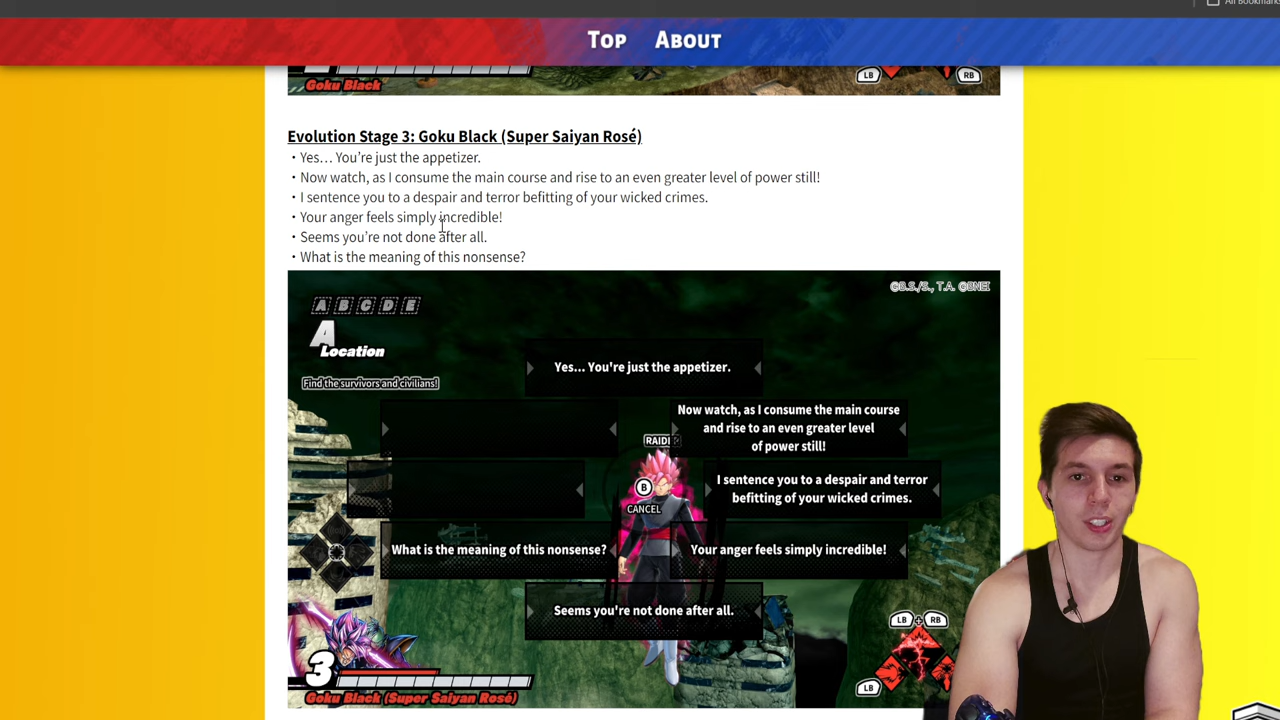 All Bookmarks
TOP ABOUT
Goku Black
LB
RB
Evolution Stage 3: Goku Black (Super Saiyan Rosé)
・Yes… You’re just the appetizer.
・Now watch, as I consume the main course and rise to an even greater level of power still!
・I sentence you to a despair and terror befitting of your wicked crimes.
・Your anger feels simply incredible!
・Seems you’re not done after all.
・What is the meaning of this nonsense?
A B C D E
©B.S./S., T.A. ©BNEI
A
Location
Find the survivors and civilians!
Yes... You're just the appetizer.
Now watch, as I consume the main course
and rise to an even greater level
of power still!
RAIDER
I sentence you to a despair and terror
befitting of your wicked crimes.
B
CANCEL
What is the meaning of this nonsense?
Your anger feels simply incredible!
Seems you're not done after all.
LB + RB
3
LB
Goku Black (Super Saiyan Rosé)